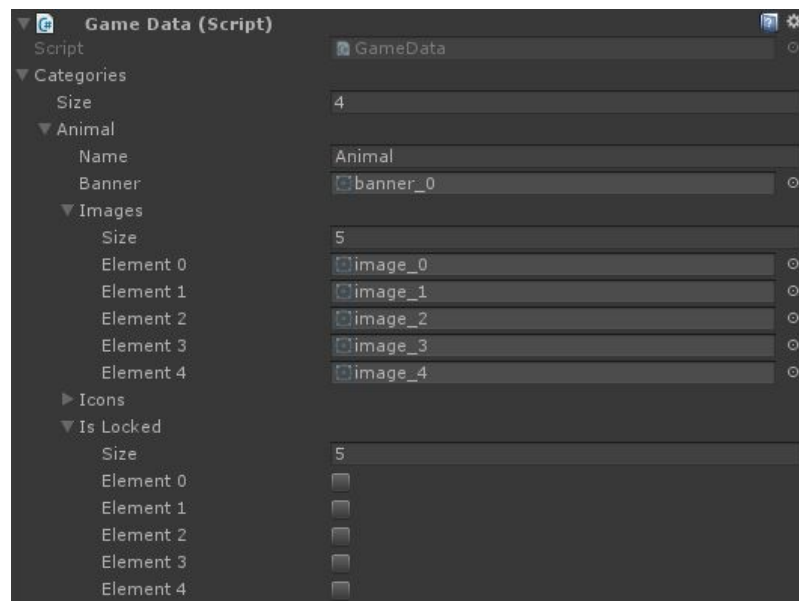 Game Data (Script)
Script GameData
Categories
Size 4
Animal
Name Animal
Banner banner_0
Images
Size 5
Element 0 image_0
Element 1 image_1
Element 2 image_2
Element 3 image_3
Element 4 image_4
Icons
Is Locked
Size 5
Element 0
Element 1
Element 2
Element 3
Element 4